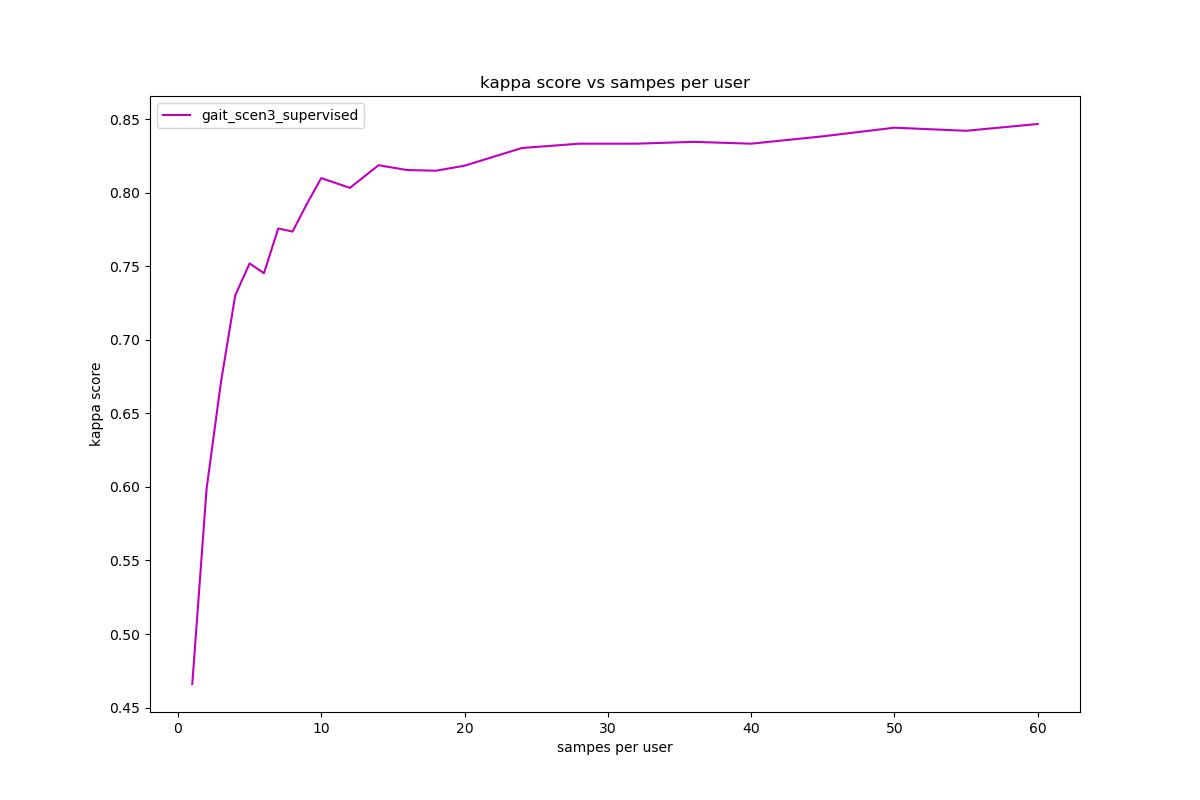 kappa score vs sampes per user
gait_scen3_supervised
kappa score
0.85
0.80
0.75
0.70
0.65
0.60
0.55
0.50
0.45
0 10 20 30 40 50 60
sampes per user